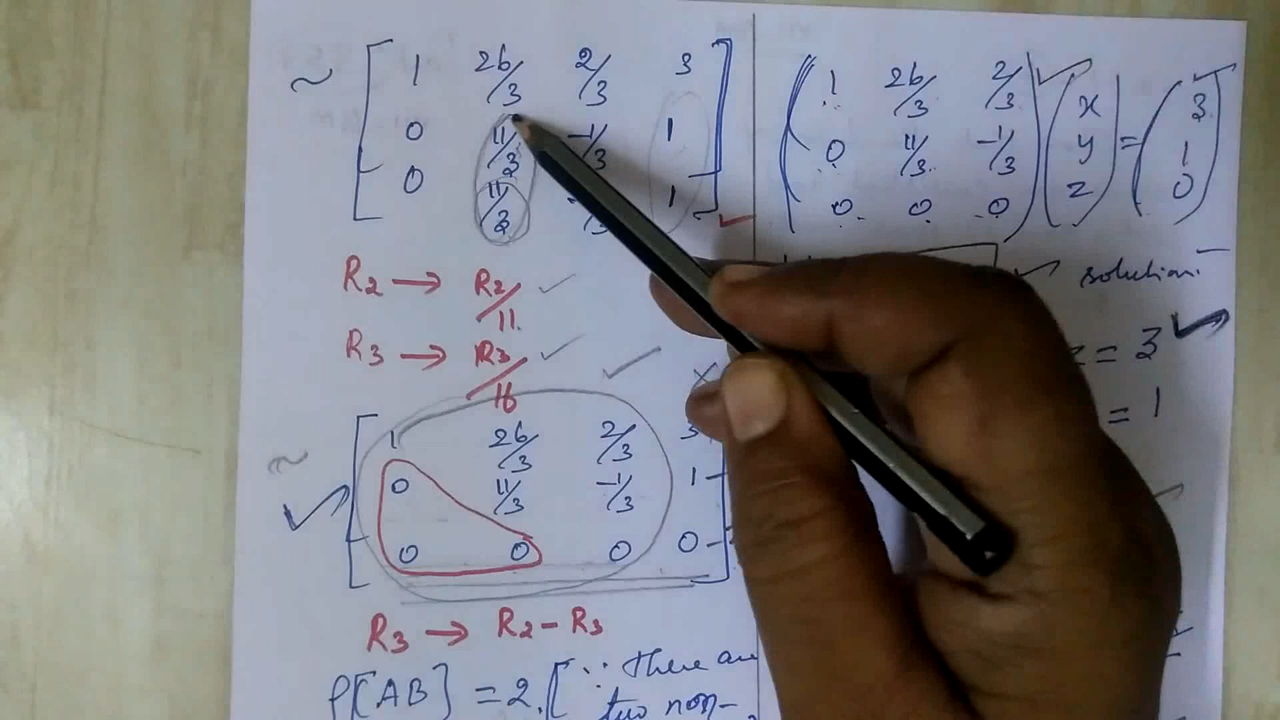 ~ [ 1 26/3 2/3 3
0 11/3 -1/3 1
0 11/3 1 ]
R2 → R2/11.
R3 → R3/16
~ [ 1 26/3 2/3
0 11/3 -1/3 1
0 0 0 0 ]
R3 → R2 - R3
ρ[AB] = 2. [ ∵ there are
two non-
( 1 26/3 2/3 ) ( x ) = ( 3 )
0 11/3 -1/3 y 1
0 0 0 z 0
solution:-
= 3
= 1